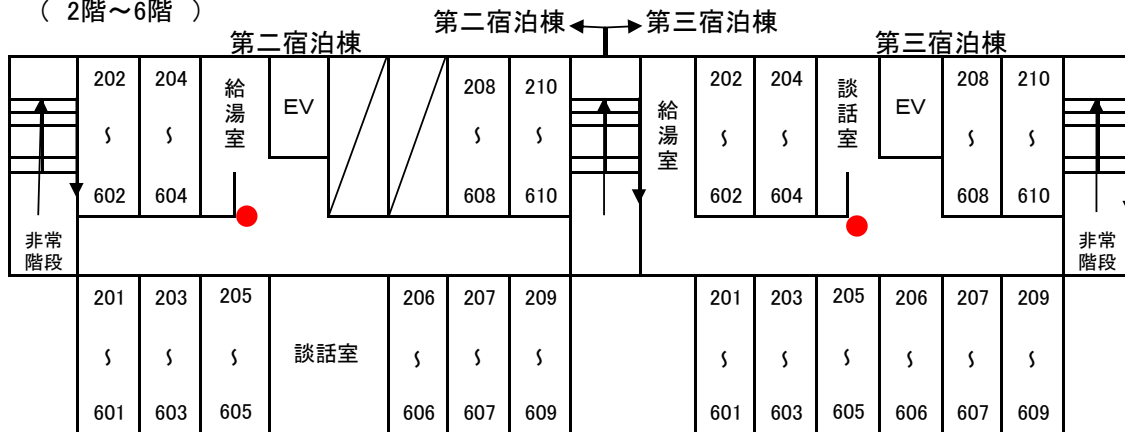 ( 2階～6階 )
第二宿泊棟 第三宿泊棟
第二宿泊棟 第三宿泊棟
202 204 給湯室 EV 208 210 給湯室 202 204 談話室 EV 208 210
～ ～ ～ ～ ～ ～ ～ ～
602 604 608 610 602 604 608 610
非常階段 非常階段
201 203 205 206 207 209 201 203 205 206 207 209
～ ～ ～ 談話室 ～ ～ ～ ～ ～ ～ ～ ～ ～
601 603 605 606 607 609 601 603 605 606 607 609